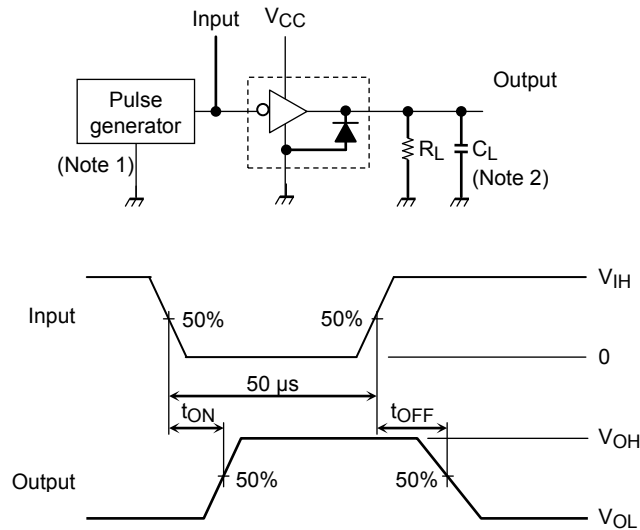 Input
VCC
Output
Pulse
generator
(Note 1)
RL
CL
(Note 2)
VIH
Input
50%
50%
0
50 µs
tON
tOFF
VOH
Output
50%
50%
VOL